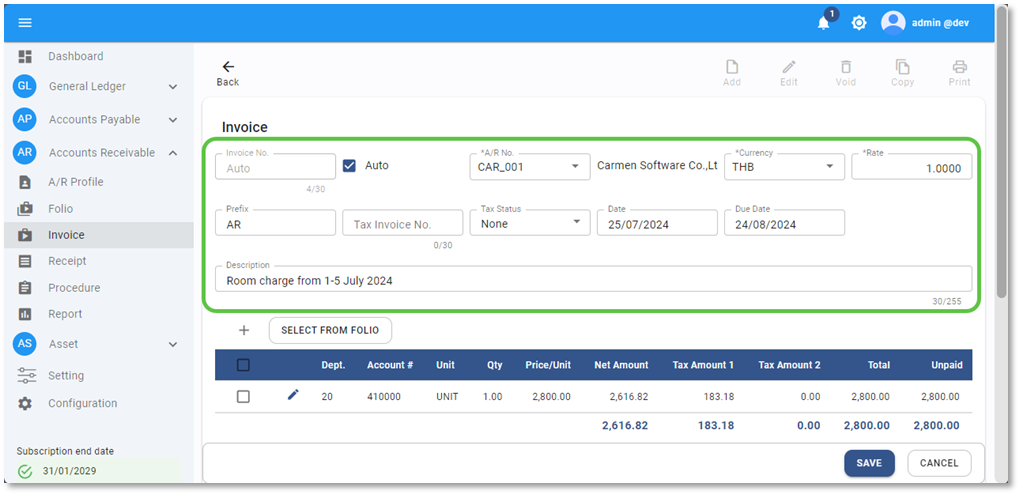 1
admin @dev
Dashboard
GL General Ledger
AP Accounts Payable
AR Accounts Receivable
A/R Profile
Folio
Invoice
Receipt
Procedure
Report
AS Asset
Setting
Configuration
Subscription end date
31/01/2029
Back
Add Edit Void Copy Print
Invoice
Invoice No. *A/R No. *Currency *Rate
Auto Auto CAR_001 Carmen Software Co.,Lt THB 1.0000
4/30
Prefix Tax Status Date Due Date
AR Tax Invoice No. None 25/07/2024 24/08/2024
0/30
Description
Room charge from 1-5 July 2024
30/255
+ SELECT FROM FOLIO
Dept. Account # Unit Qty Price/Unit Net Amount Tax Amount 1 Tax Amount 2 Total Unpaid
20 410000 UNIT 1.00 2,800.00 2,616.82 183.18 0.00 2,800.00 2,800.00
2,616.82 183.18 0.00 2,800.00 2,800.00
SAVE CANCEL